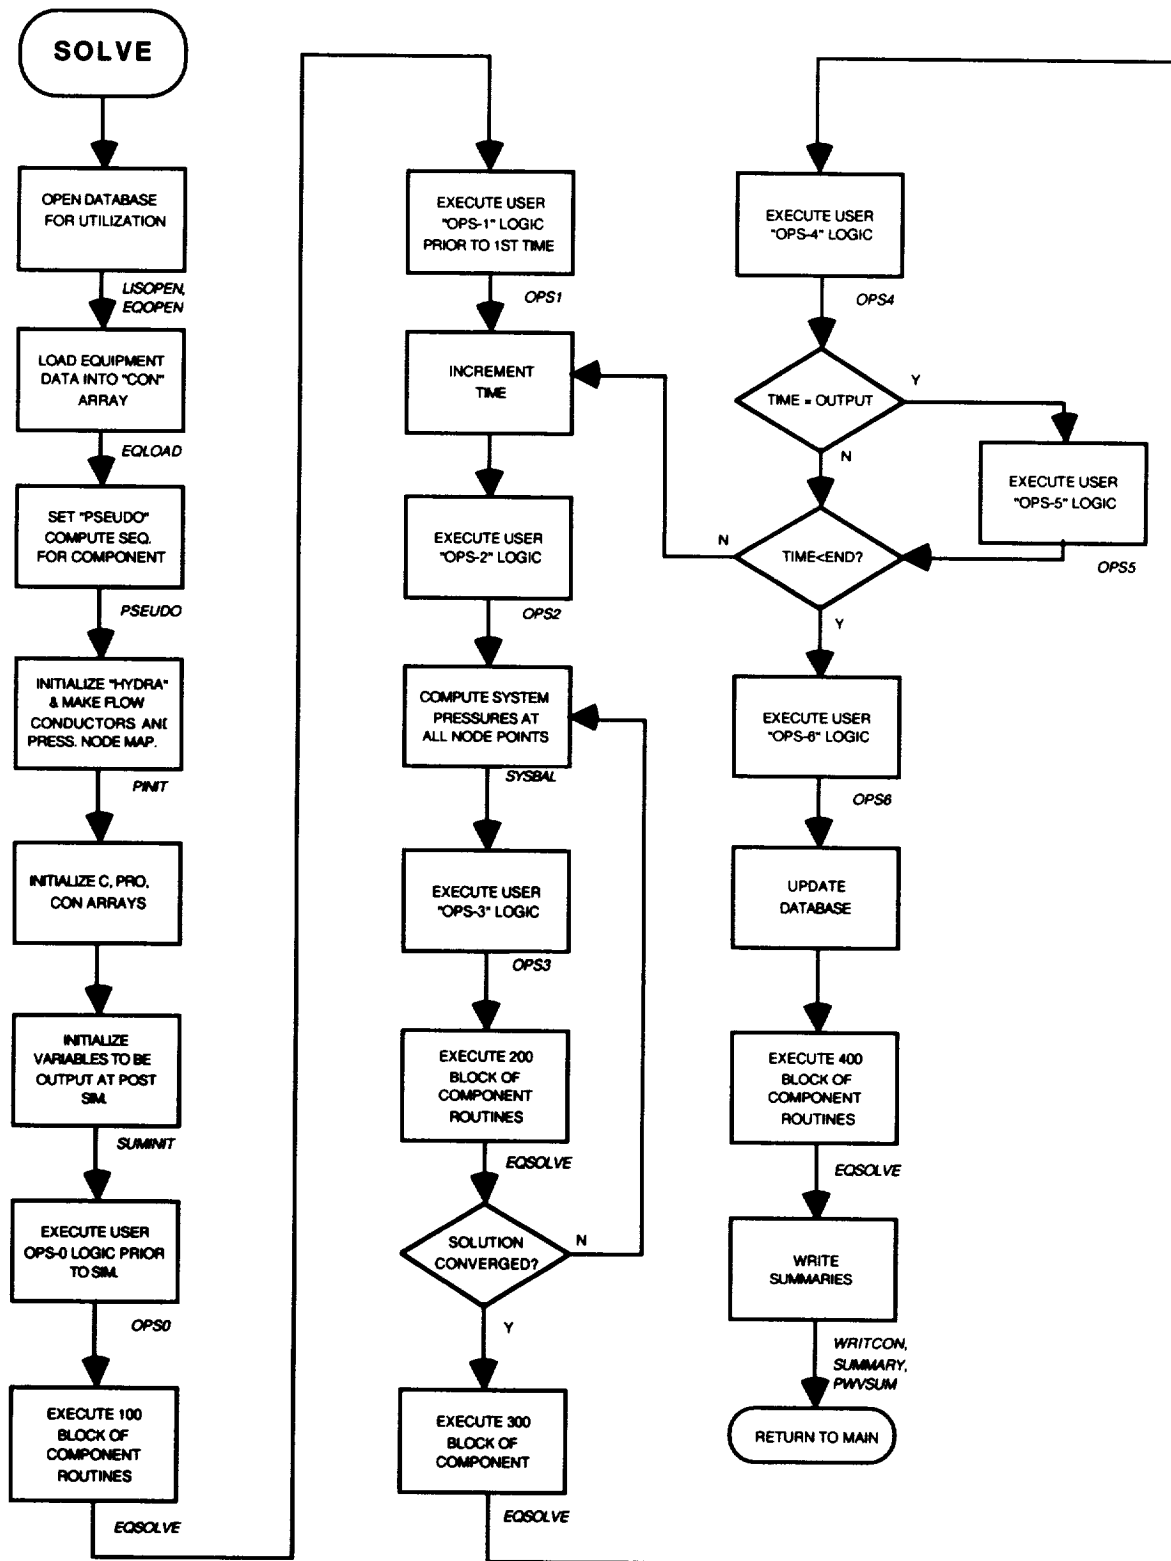 SOLVE
OPEN DATABASE
FOR UTILIZATION
LISOPEN,
EQOPEN
LOAD EQUIPMENT
DATA INTO "CON"
ARRAY
EQLOAD
SET "PSEUDO"
COMPUTE SEQ.
FOR COMPONENT
PSEUDO
INITIALIZE "HYDRA"
& MAKE FLOW
CONDUCTORS AND
PRESS. NODE MAP.
PINIT
INITIALIZE C, PRO,
CON ARRAYS
INITIALIZE
VARIABLES TO BE
OUTPUT AT POST
SIM.
SUMINIT
EXECUTE USER
OPS-0 LOGIC PRIOR
TO SIM.
OPS0
EXECUTE 100
BLOCK OF
COMPONENT
ROUTINES
EQSOLVE
EXECUTE USER
"OPS-1" LOGIC
PRIOR TO 1ST TIME
OPS1
INCREMENT
TIME
EXECUTE USER
"OPS-2" LOGIC
OPS2
COMPUTE SYSTEM
PRESSURES AT
ALL NODE POINTS
SYSBAL
EXECUTE USER
"OPS-3" LOGIC
OPS3
EXECUTE 200
BLOCK OF
COMPONENT
ROUTINES
EQSOLVE
SOLUTION
CONVERGED?
N
Y
EXECUTE 300
BLOCK OF
COMPONENT
EQSOLVE
EXECUTE USER
"OPS-4" LOGIC
OPS4
TIME = OUTPUT
Y
N
EXECUTE USER
"OPS-5" LOGIC
OPS5
TIME<END?
N
Y
EXECUTE USER
"OPS-6" LOGIC
OPS6
UPDATE
DATABASE
EXECUTE 400
BLOCK OF
COMPONENT
ROUTINES
EQSOLVE
WRITE
SUMMARIES
WRITCON,
SUMMARY,
PWVSUM
RETURN TO MAIN